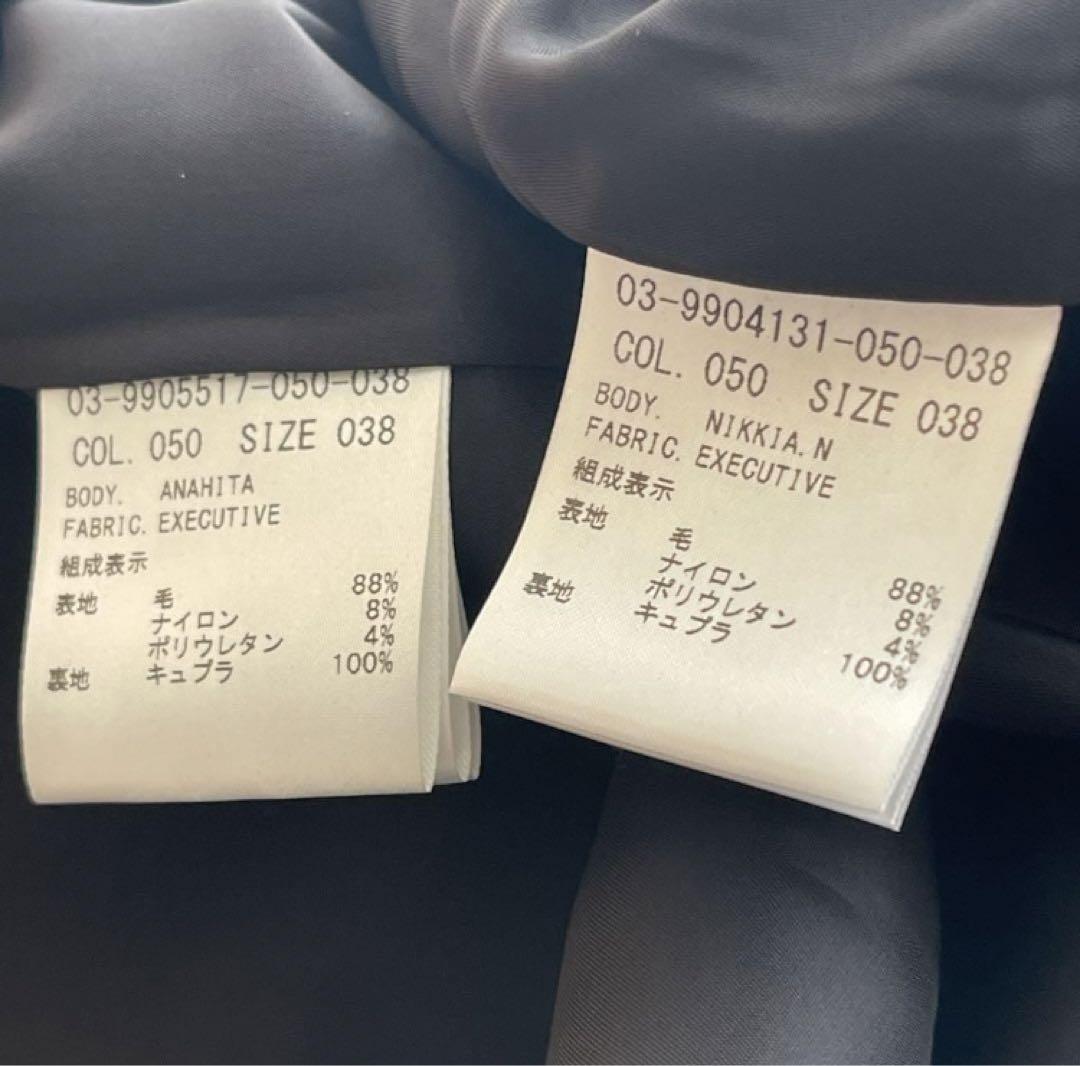 03-9905517-050-038
COL. 050 SIZE 038
BODY. ANAHITA
FABRIC. EXECUTIVE
組成表示
表地 毛 88%
ナイロン 8%
ポリウレタン 4%
裏地 キュプラ 100%
03-9904131-050-038
COL. 050 SIZE 038
BODY. NIKKIA.N
FABRIC. EXECUTIVE
組成表示
表地 毛 88%
ナイロン 8%
ポリウレタン 4%
裏地 キュプラ 100%